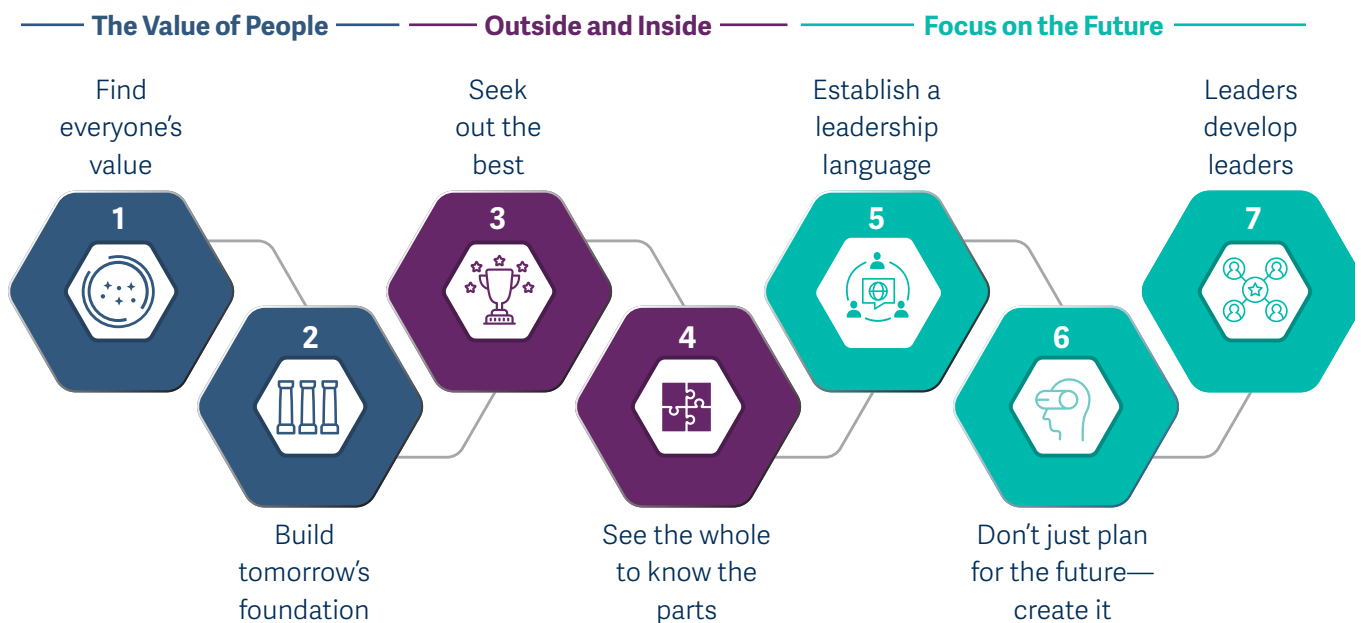 The Value of People
Outside and Inside
Focus on the Future
Find
everyone’s
value
1
2
Build
tomorrow’s
foundation
Seek
out the
best
3
4
See the whole
to know the
parts
Establish a
leadership
language
5
6
Don’t just plan
for the future—
create it
Leaders
develop
leaders
7